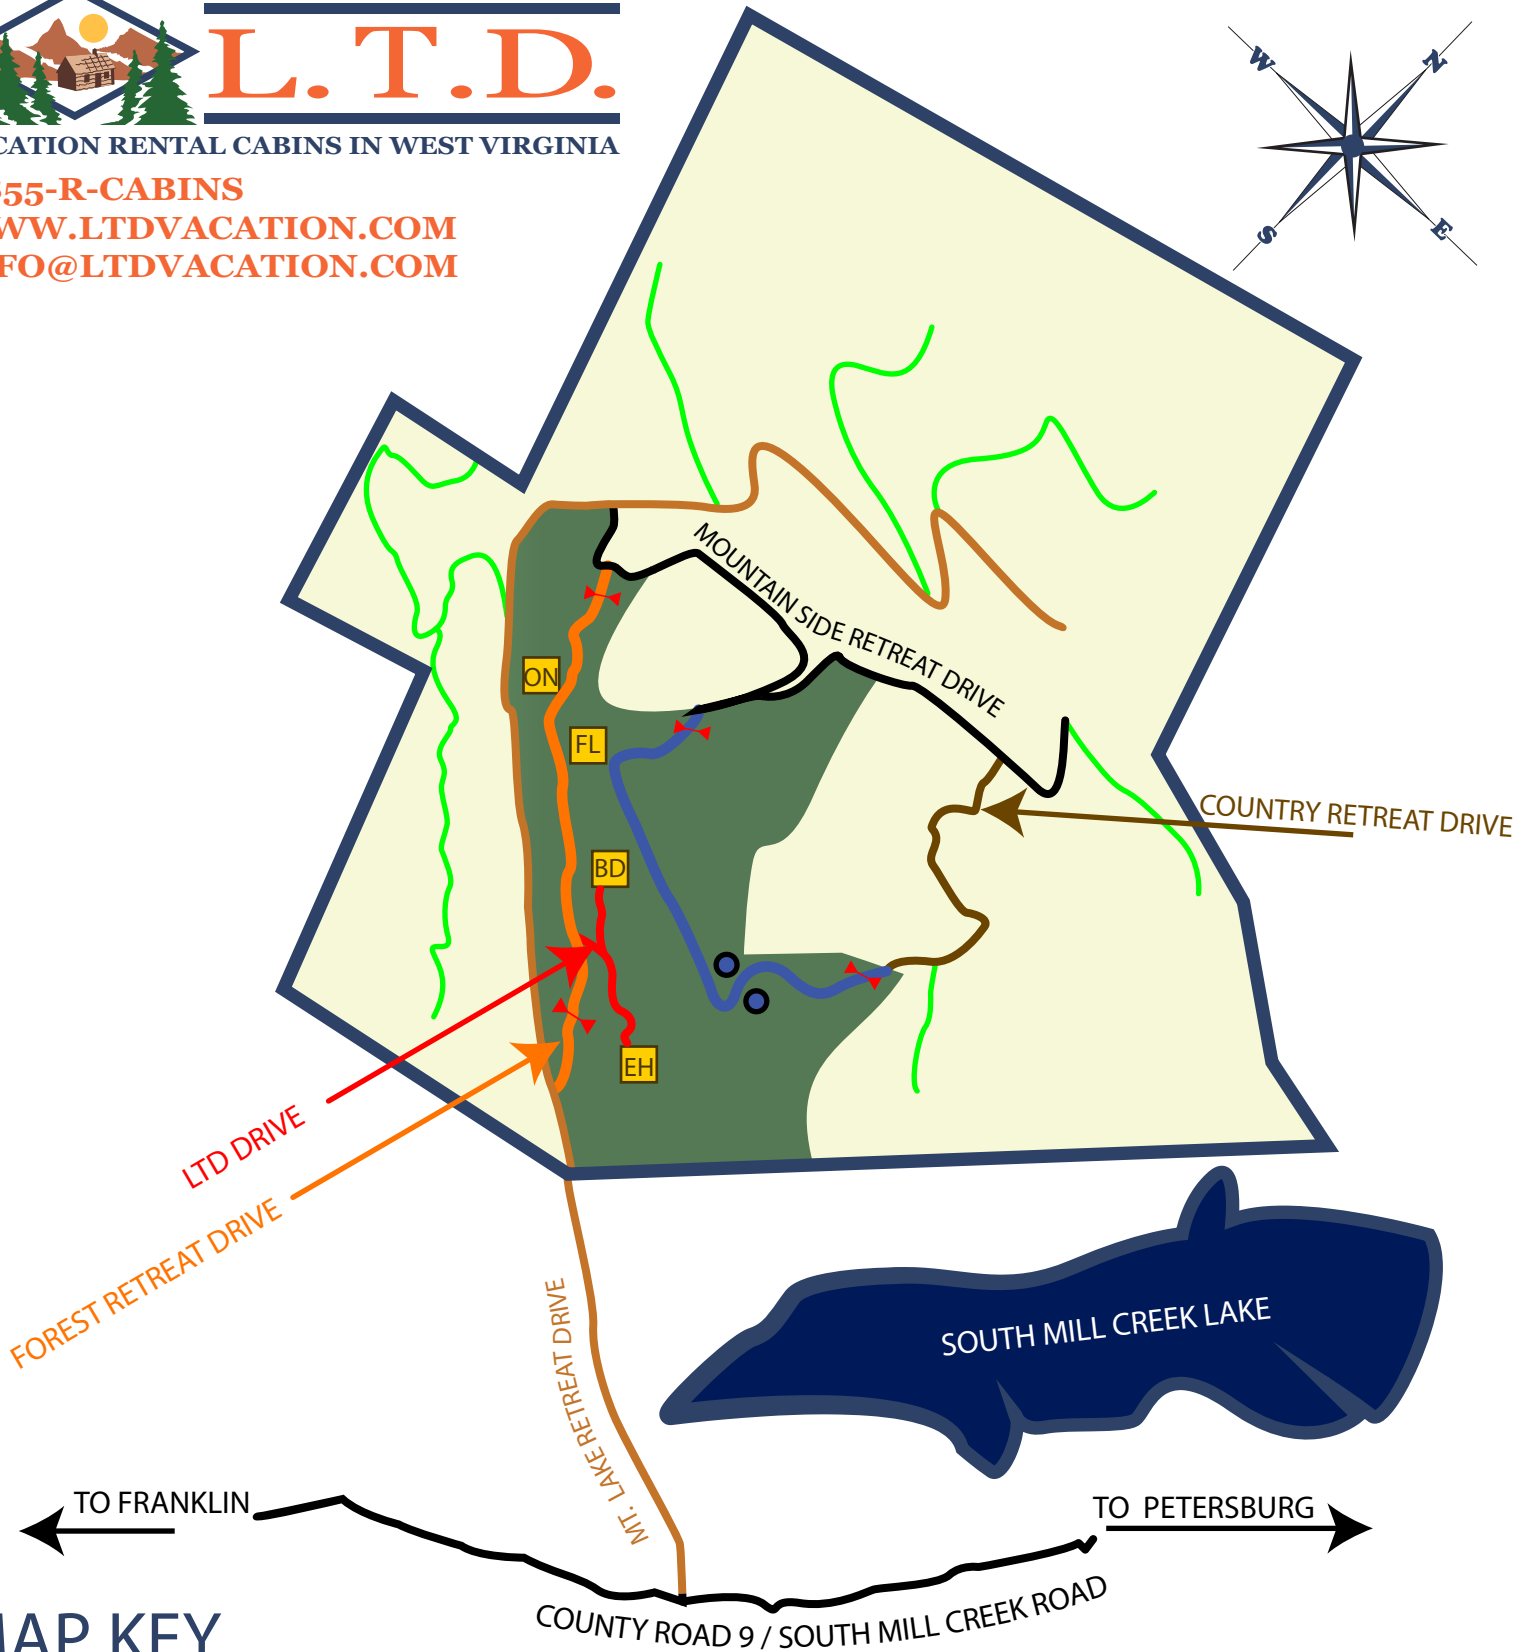 L.T.D.
CATION RENTAL CABINS IN WEST VIRGINIA
55-R-CABINS
WW.LTDVACATION.COM
FO@LTDVACATION.COM
W
N
S
E
MOUNTAIN SIDE RETREAT DRIVE
ON
FL
COUNTRY RETREAT DRIVE
BD
EH
LTD DRIVE
FOREST RETREAT DRIVE
MT. LAKE RETREAT DRIVE
SOUTH MILL CREEK LAKE
TO FRANKLIN
TO PETERSBURG
COUNTY ROAD 9 / SOUTH MILL CREEK ROAD
MAP KEY